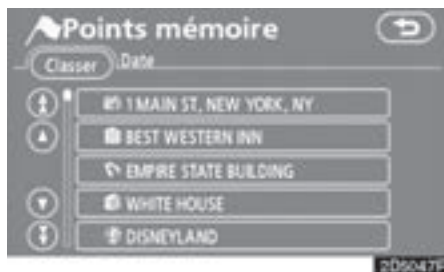 Points mémoire
Classer Date
1 MAIN ST, NEW YORK, NY
BEST WESTERN INN
EMPIRE STATE BUILDING
WHITE HOUSE
DISNEYLAND